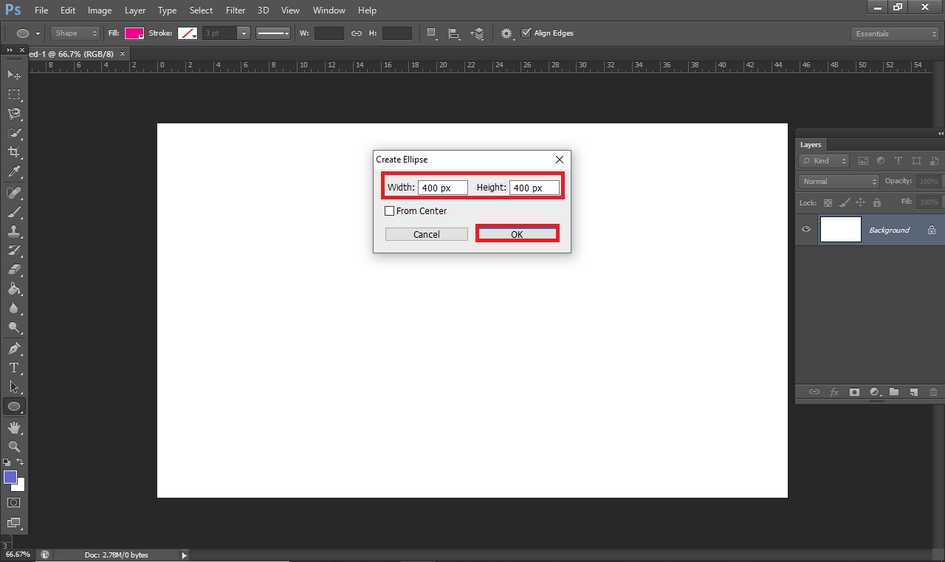 Ps File Edit Image Layer Type Select Filter 3D View Window Help
Shape Fill: Stroke: 3 pt W: H: Align Edges Essentials
ed-1 @ 66.7% (RGB/8) ×
8 6 4 2 0 2 4 6 8 10 12 14 16 18 20 22 24 26 28 30 32 34 36 38 40 42 44 46 48 50 52 54
Create Ellipse
Width: 400 px Height: 400 px
From Center
Cancel OK
Layers
Kind
Normal Opacity: 100%
Lock: Fill: 100%
Background
fx
66.67% Doc: 2.78M/0 bytes